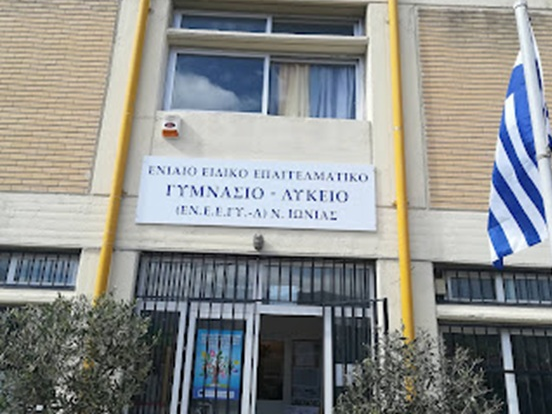 ΕΝΙΑΙΟ ΕΙΔΙΚΟ ΕΠΑΓΓΕΛΜΑΤΙΚΟ
ΓΥΜΝΑΣΙΟ - ΛΥΚΕΙΟ
(ΕΝ.Ε.Ε.ΓΥ.-Λ) Ν. ΙΩΝΙΑΣ